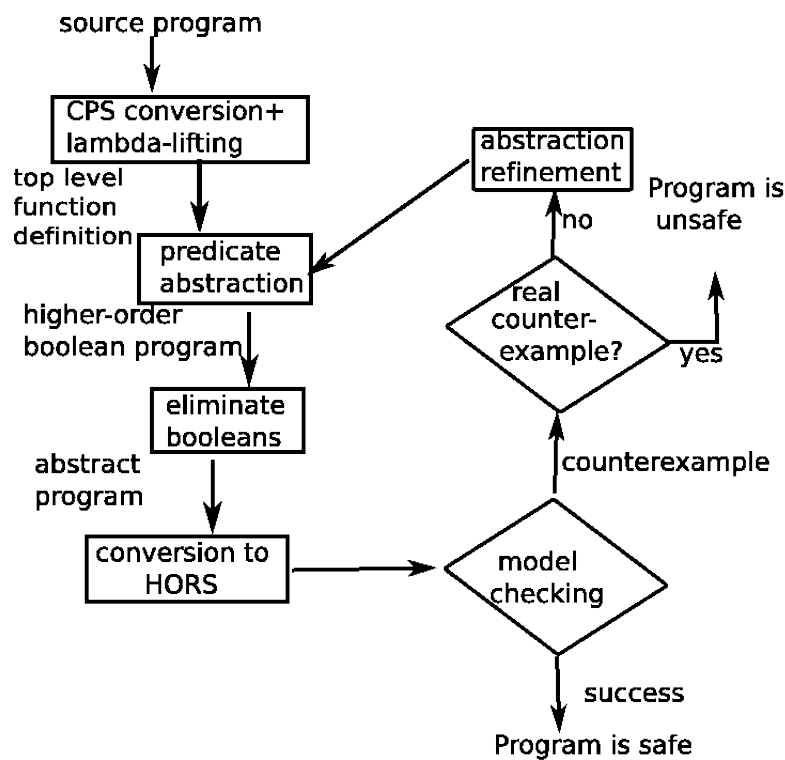 source program
CPS conversion+
lambda-lifting
top level
function
definition
predicate
abstraction
higher-order
boolean program
eliminate
booleans
abstract
program
conversion to
HORS
model
checking
success
Program is safe
counterexample
real
counter-
example?
yes
Program is
unsafe
no
abstraction
refinement